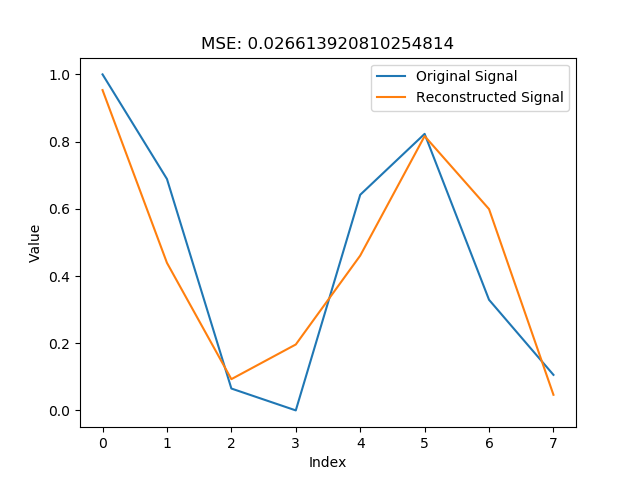 MSE: 0.026613920810254814
Original Signal
Reconstructed Signal
1.0
0.8
0.6
0.4
0.2
0.0
Value
0 1 2 3 4 5 6 7
Index